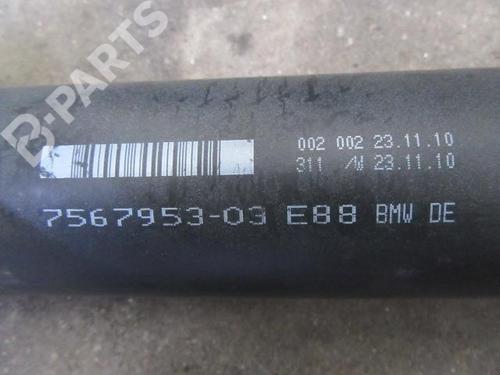 B-PARTS
002 002 23.11.10
311 /W 23.11.10
7567953-03 E88 BMW DE